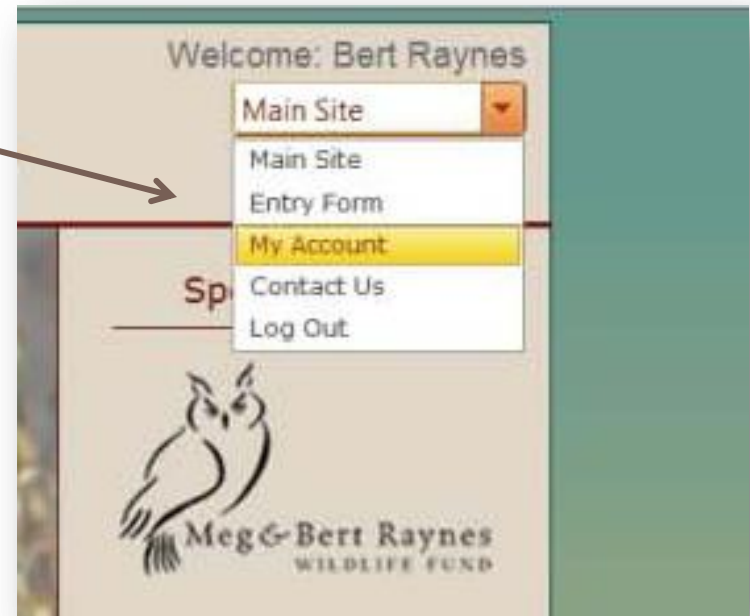 Welcome: Bert Raynes
Main Site
Main Site
Entry Form
My Account
Sp
Contact Us
Log Out
Meg & Bert Raynes
WILDLIFE FUND